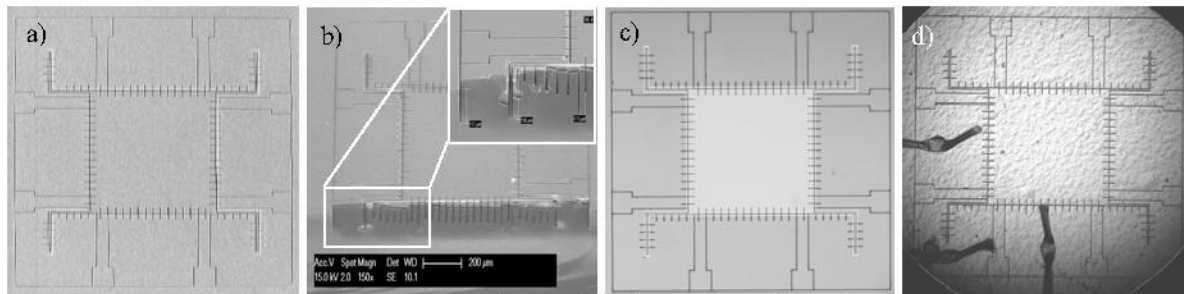 a)
b)
c)
d)
Acc.V Spot Magn Det WD
200 µm
15.0 kV 2.0 150x SE 10.1